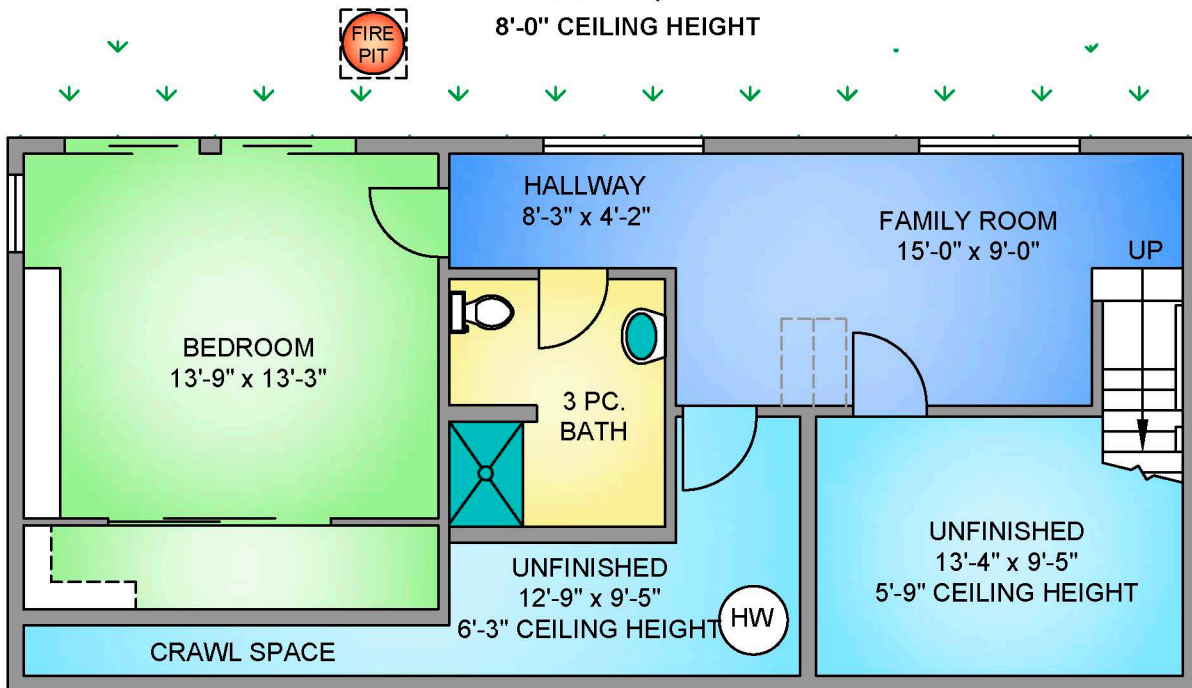 8'-0" CEILING HEIGHT
FIRE
PIT
HALLWAY
8'-3" x 4'-2"
FAMILY ROOM
15'-0" x 9'-0"
UP
BEDROOM
13'-9" x 13'-3"
3 PC.
BATH
UNFINISHED
12'-9" x 9'-5"
6'-3" CEILING HEIGHT
HW
UNFINISHED
13'-4" x 9'-5"
5'-9" CEILING HEIGHT
CRAWL SPACE